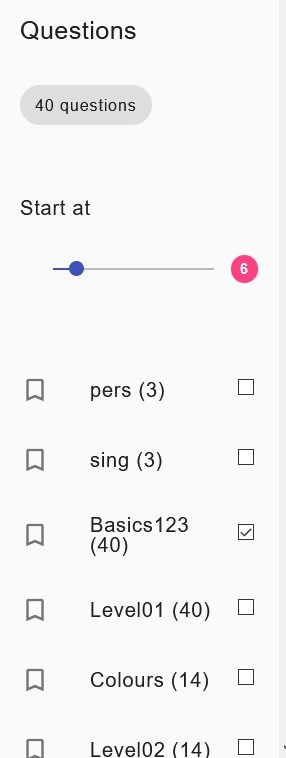 Questions
40 questions
Start at
6
pers (3)
sing (3)
Basics123
(40)
Level01 (40)
Colours (14)
Level02 (14)